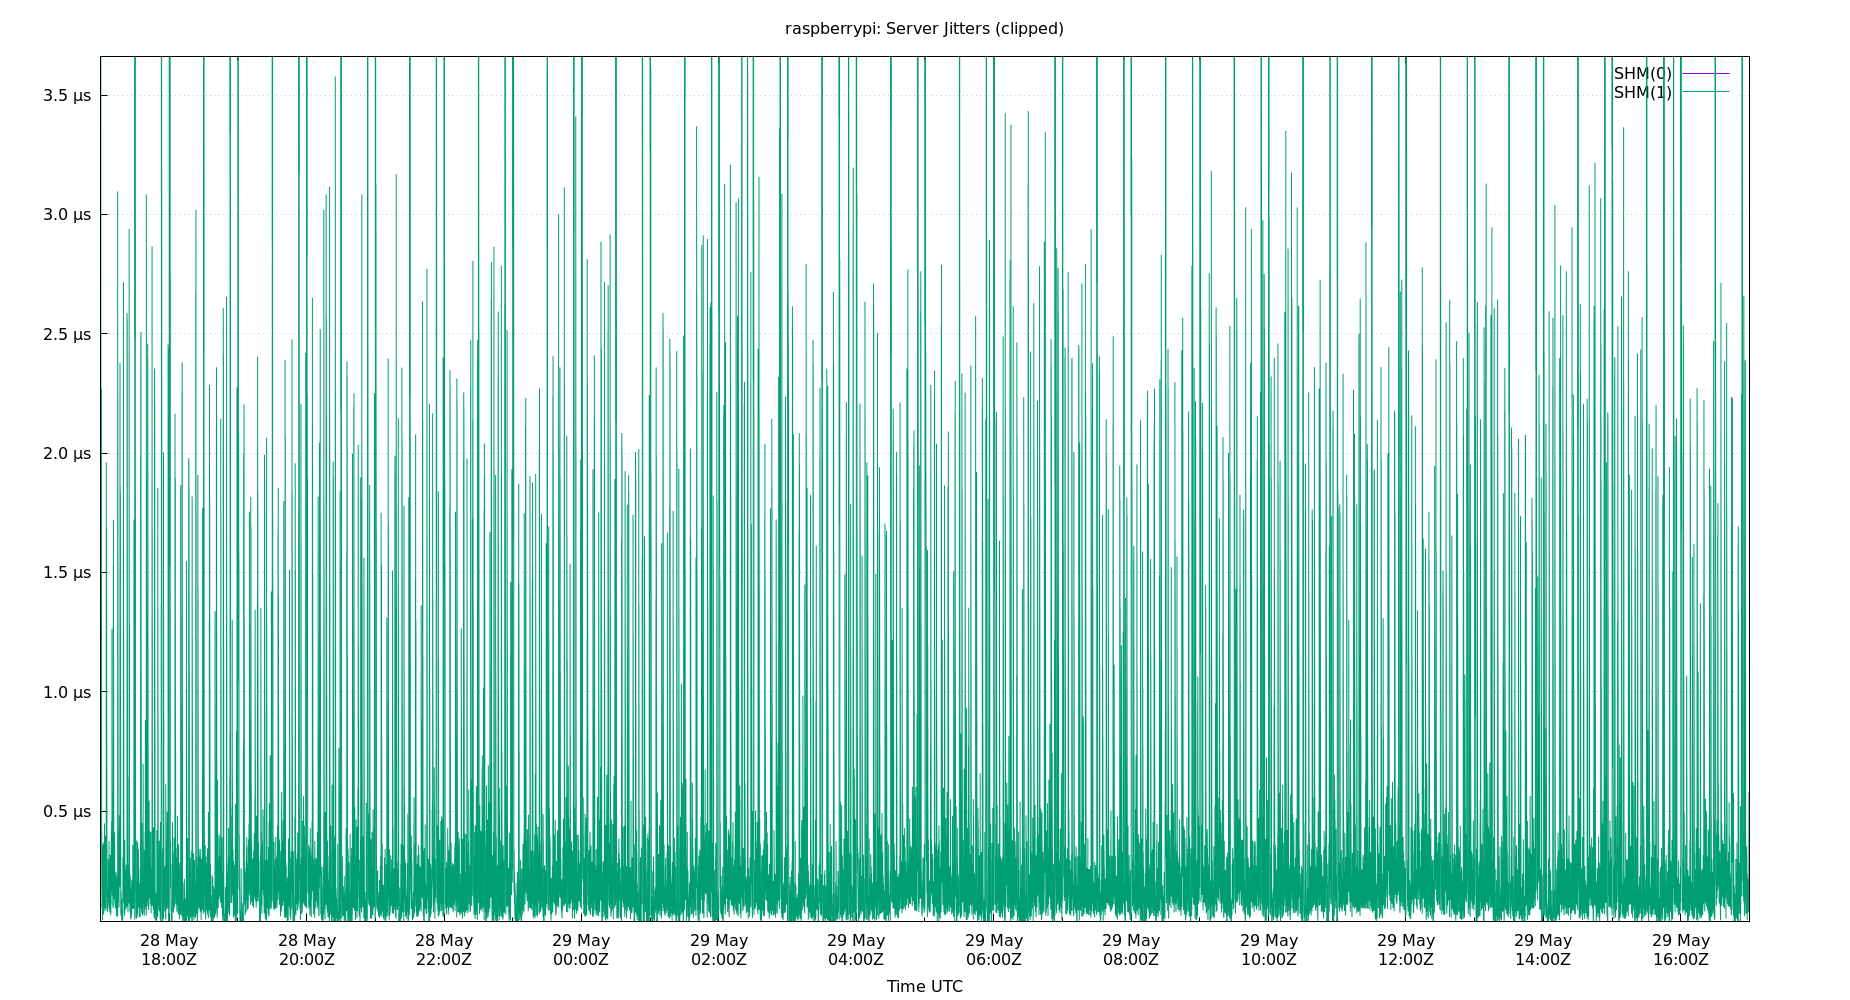 raspberrypi: Server Jitters (clipped)
SHM(0)
SHM(1)
3.5 µs
3.0 µs
2.5 µs
2.0 µs
1.5 µs
1.0 µs
0.5 µs
28 May 28 May 28 May 29 May 29 May 29 May 29 May 29 May 29 May 29 May 29 May 29 May
18:00Z 20:00Z 22:00Z 00:00Z 02:00Z 04:00Z 06:00Z 08:00Z 10:00Z 12:00Z 14:00Z 16:00Z
Time UTC